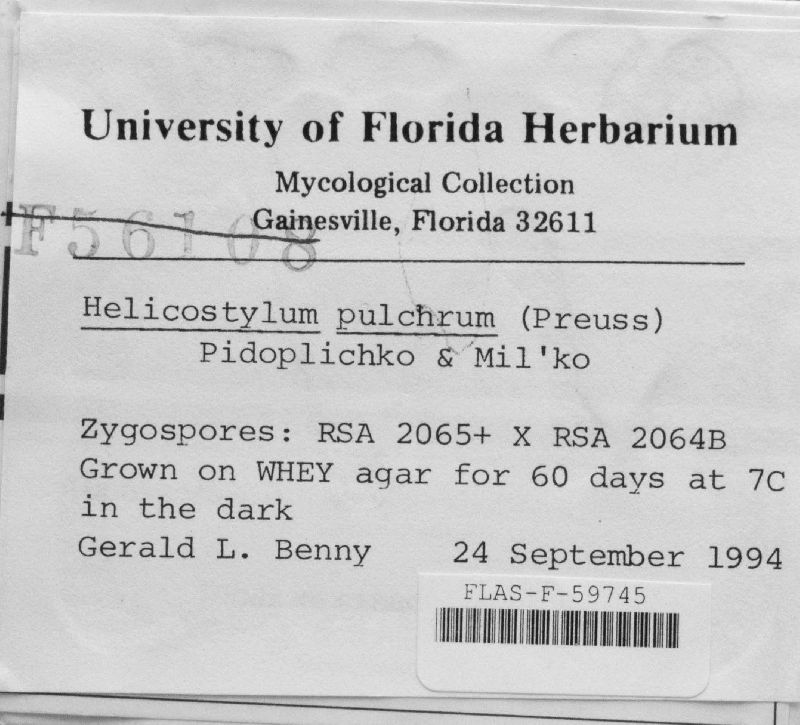 University of Florida Herbarium
Mycological Collection
Gainesville, Florida 32611
F56108
Helicostylum pulchrum (Preuss)
Pidoplichko & Mil'ko
Zygospores: RSA 2065+ X RSA 2064B
Grown on WHEY agar for 60 days at 7C
in the dark
Gerald L. Benny 24 September 1994
FLAS-F-59745